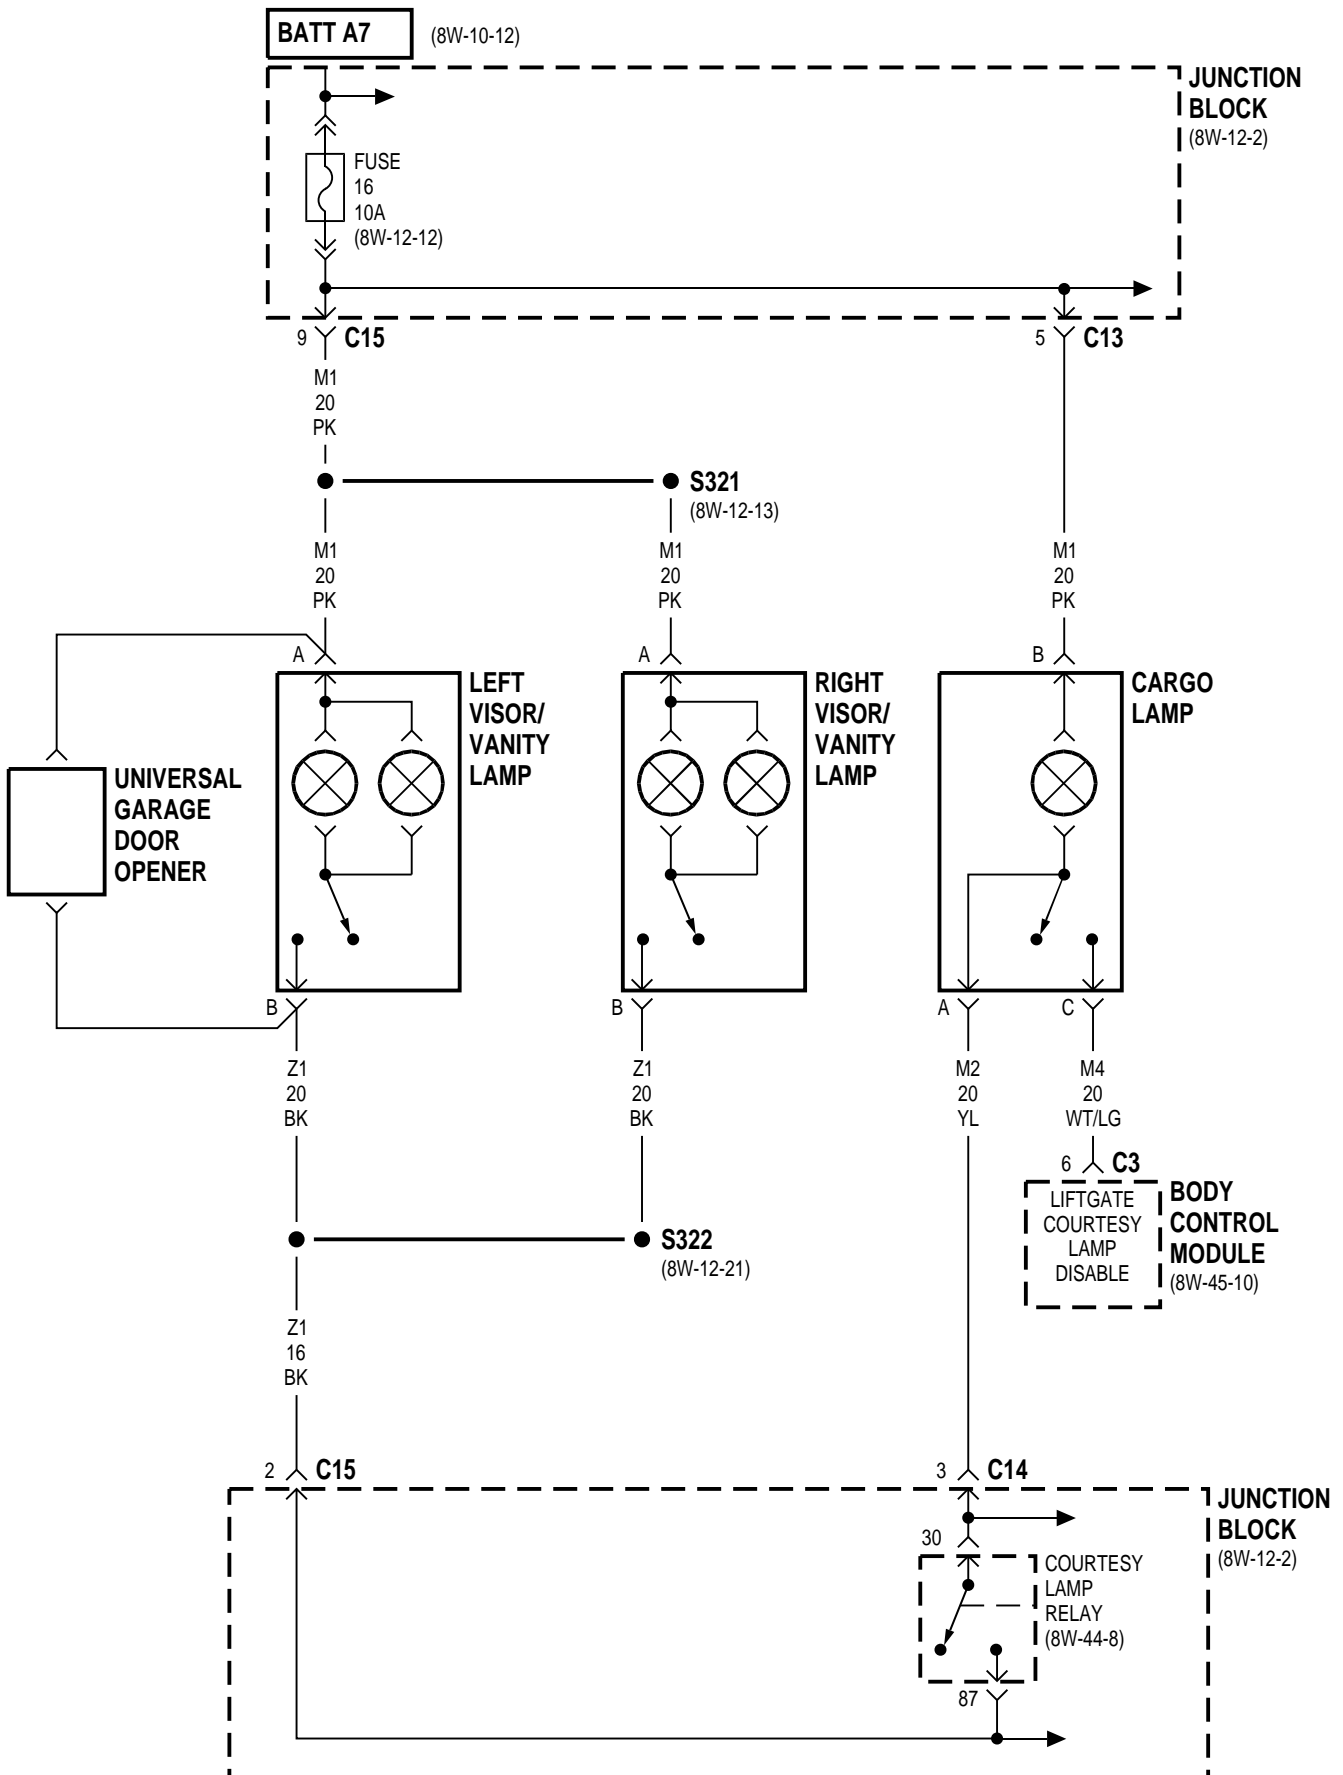 BATT A7
(8W-10-12)
JUNCTION
BLOCK
(8W-12-2)
FUSE
16
10A
(8W-12-12)
9
C15
5
C13
M1
20
PK
S321
(8W-12-13)
M1
20
PK
M1
20
PK
M1
20
PK
A
A
B
LEFT
VISOR/
VANITY
LAMP
RIGHT
VISOR/
VANITY
LAMP
CARGO
LAMP
UNIVERSAL
GARAGE
DOOR
OPENER
B
B
A
C
Z1
20
BK
Z1
20
BK
M2
20
YL
M4
20
WT/LG
6
C3
LIFTGATE
COURTESY
LAMP
DISABLE
BODY
CONTROL
MODULE
(8W-45-10)
S322
(8W-12-21)
Z1
16
BK
2
C15
3
C14
JUNCTION
BLOCK
(8W-12-2)
30
COURTESY
LAMP
RELAY
(8W-44-8)
87